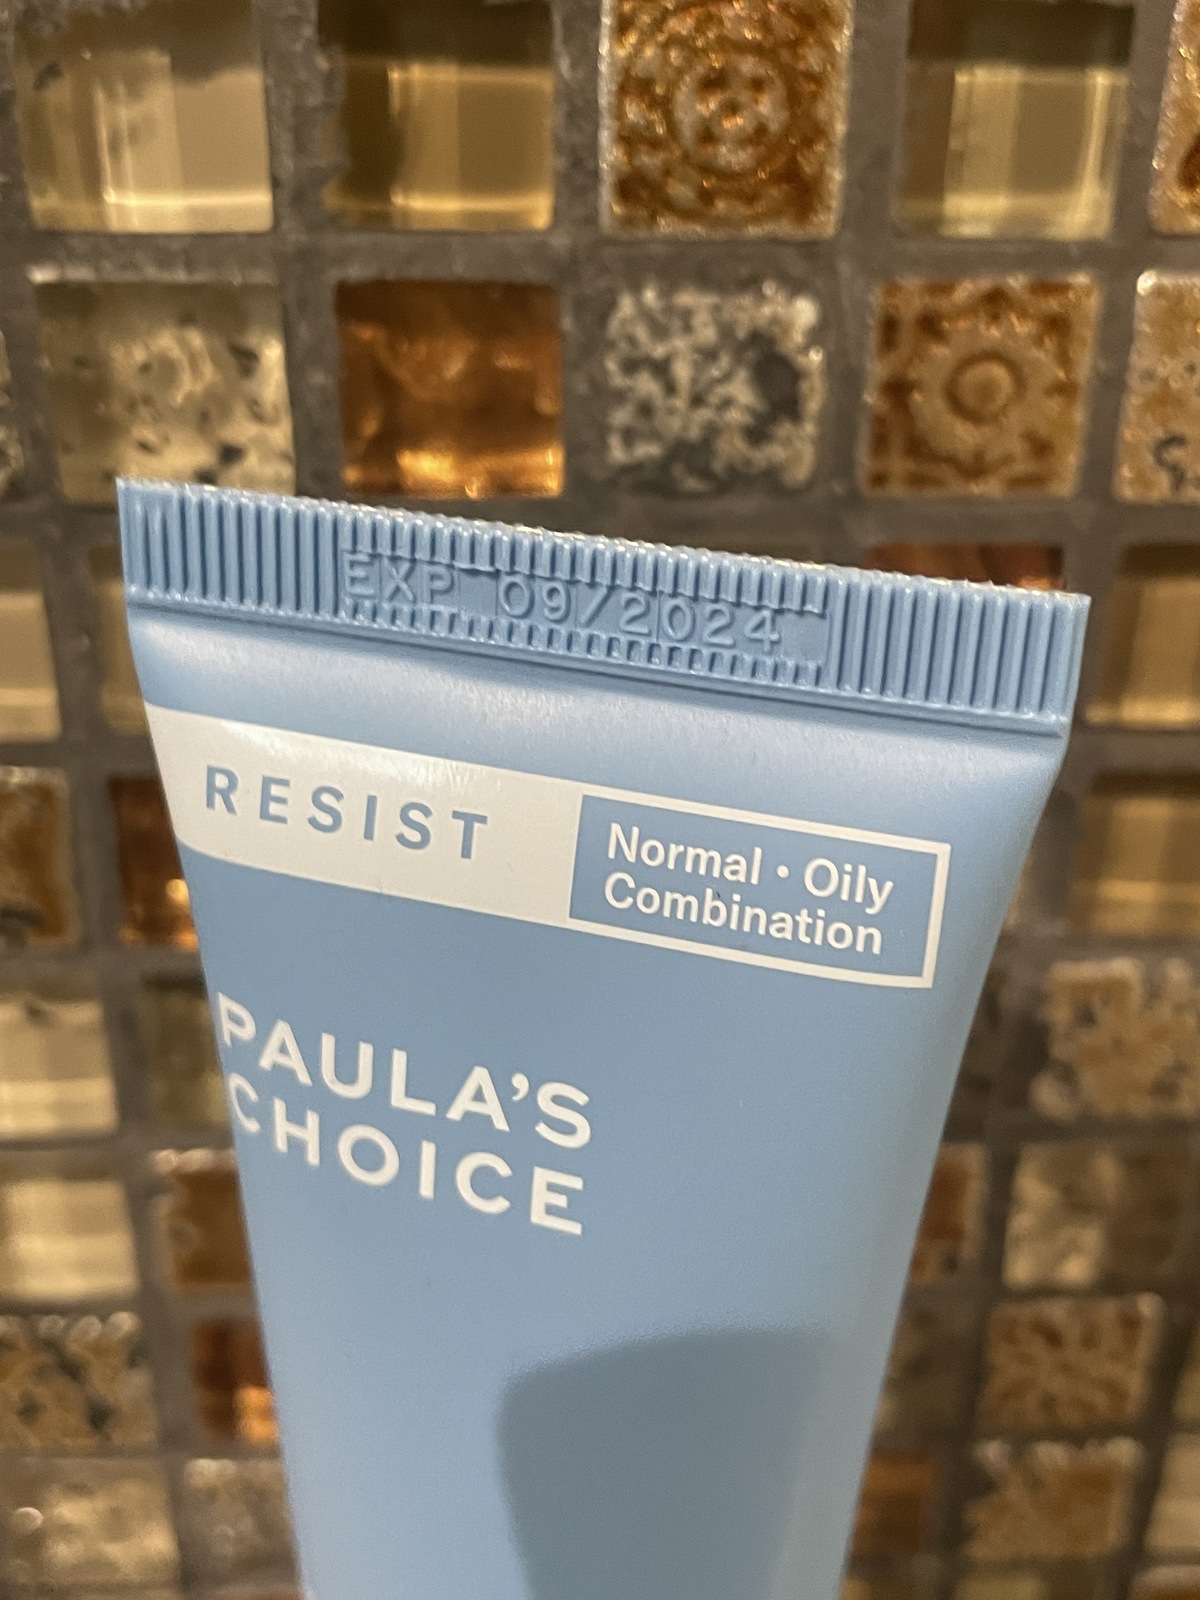 EXP 09/2024
RESIST
Normal • Oily
Combination
PAULA'S
CHOICE